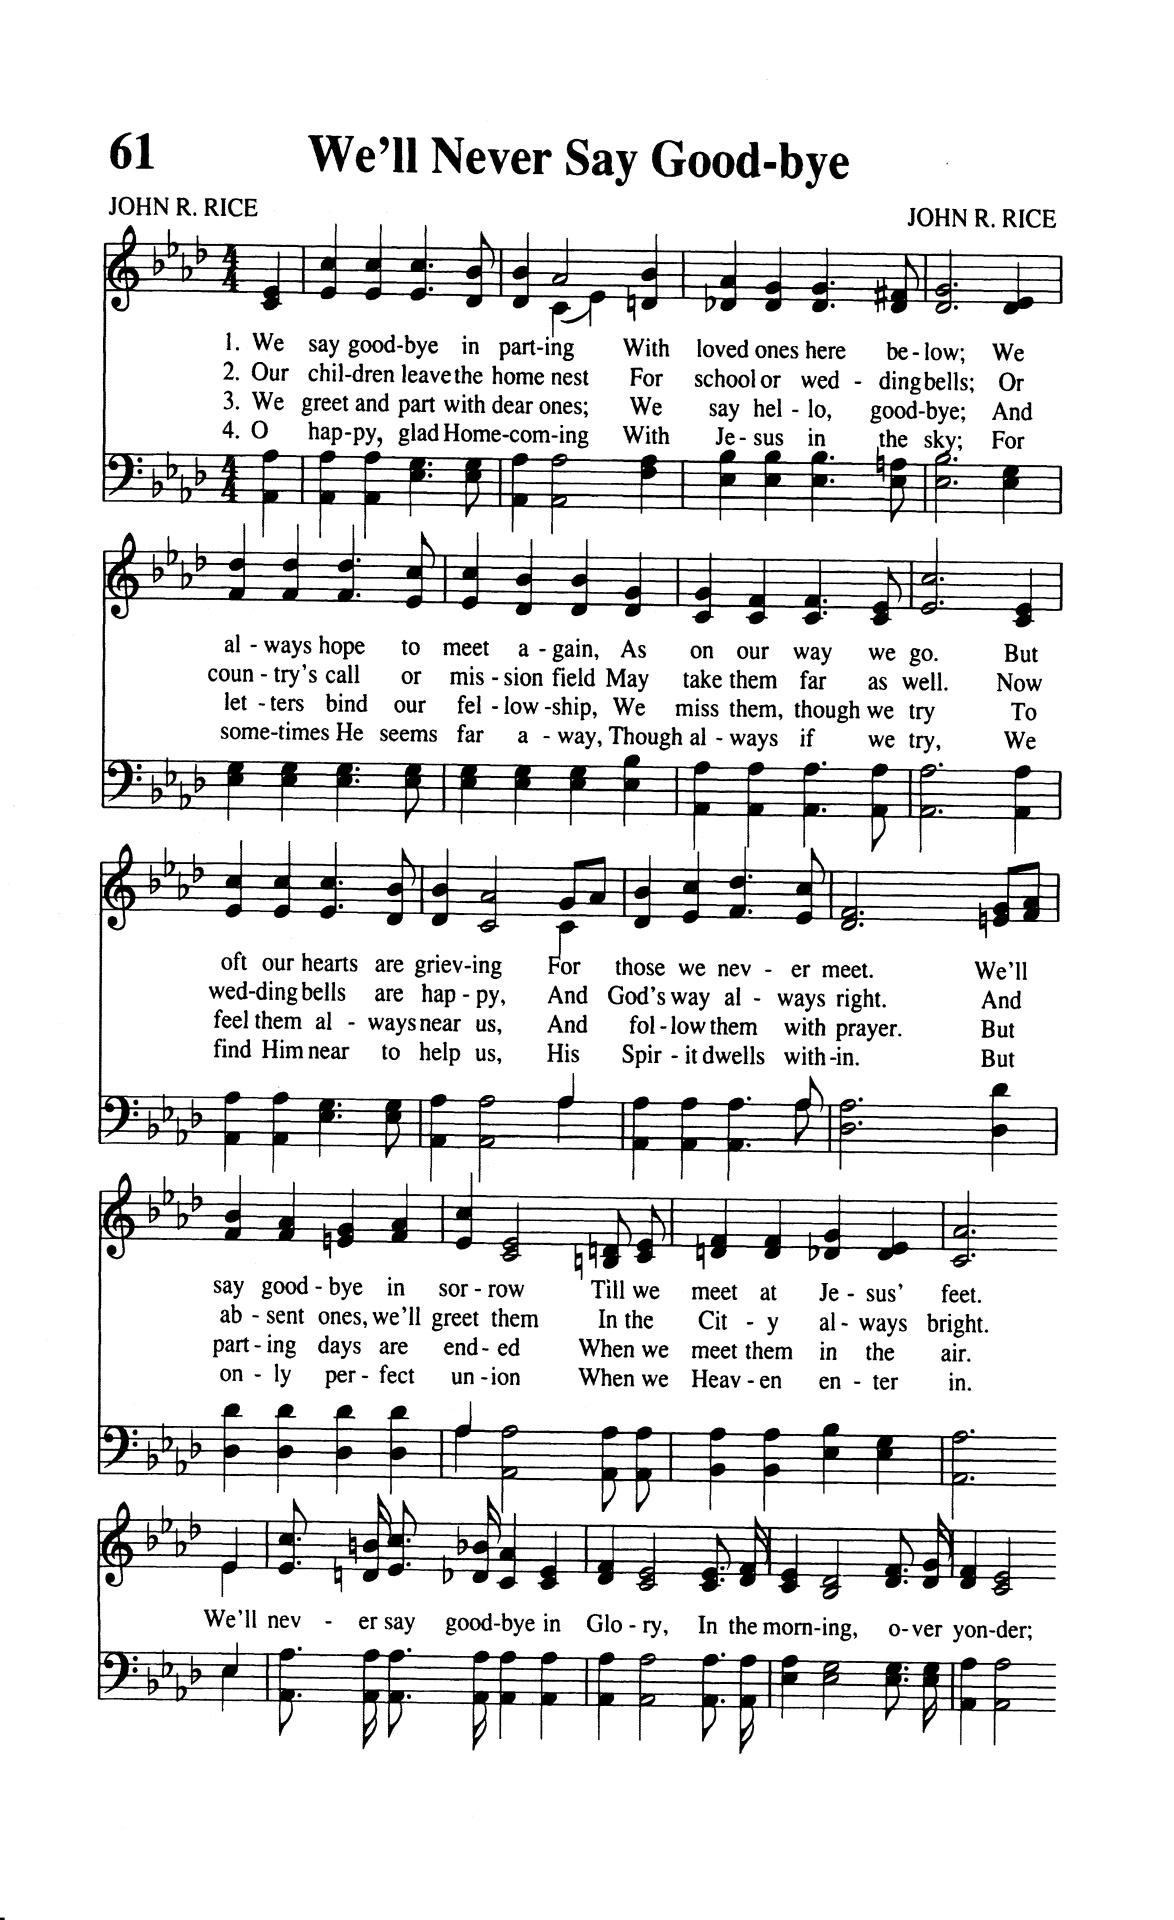 61 We'll Never Say Good-bye
JOHN R. RICE
JOHN R. RICE
1. We say good-bye in part-ing With loved ones here be-low; We
2. Our chil-dren leave the home nest For school or wed - ding bells; Or
3. We greet and part with dear ones; We say hel - lo, good-bye; And
4. O hap-py, glad Home-com-ing With Je - sus in the sky; For
al - ways hope to meet a - gain, As on our way we go. But
coun - try's call or mis - sion field May take them far as well. Now
let - ters bind our fel - low - ship, We miss them, though we try To
some-times He seems far a - way, Though al - ways if we try, We
oft our hearts are griev-ing For those we nev - er meet. We'll
wed-ding bells are hap - py, And God's way al - ways right. And
feel them al - ways near us, And fol - low them with prayer. But
find Him near to help us, His Spir - it dwells with-in. But
say good - bye in sor - row Till we meet at Je - sus' feet.
ab - sent ones, we'll greet them In the Cit - y al - ways bright.
part - ing days are end - ed When we meet them in the air.
on - ly per - fect un - ion When we Heav - en en - ter in.
We'll nev - er say good-bye in Glo - ry, In the morn-ing, o-ver yon-der;